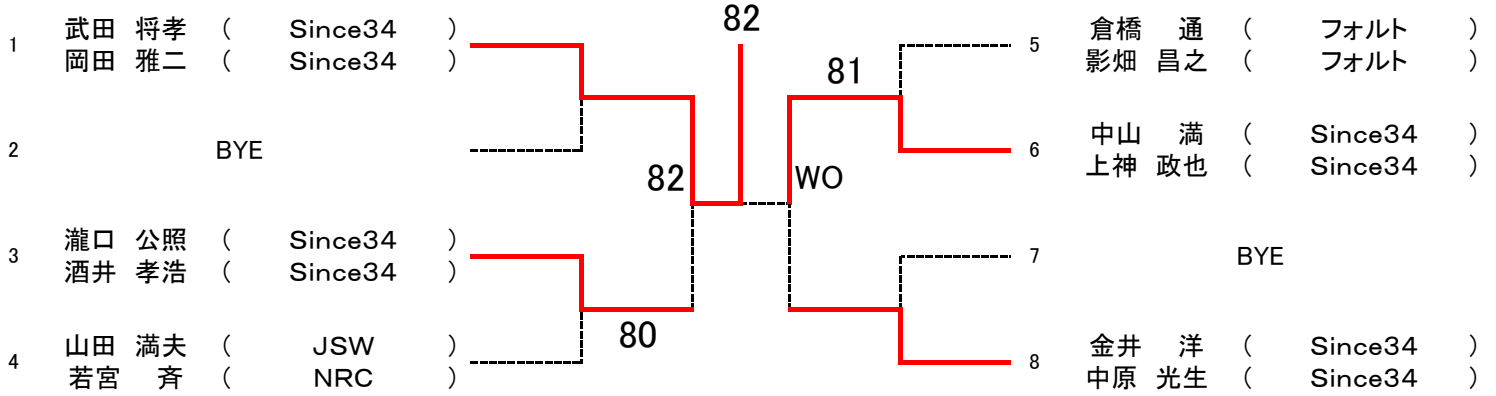 82
1 武田 将孝 ( Since34 )
岡田 雅二 ( Since34 )
2 BYE
82
3 瀧口 公照 ( Since34 )
酒井 孝浩 ( Since34 )
80
4 山田 満夫 ( JSW )
若宮 斉 ( NRC )
5 倉橋 通 ( フォルト )
影畑 昌之 ( フォルト )
81
6 中山 満 ( Since34 )
上神 政也 ( Since34 )
WO
7 BYE
8 金井 洋 ( Since34 )
中原 光生 ( Since34 )